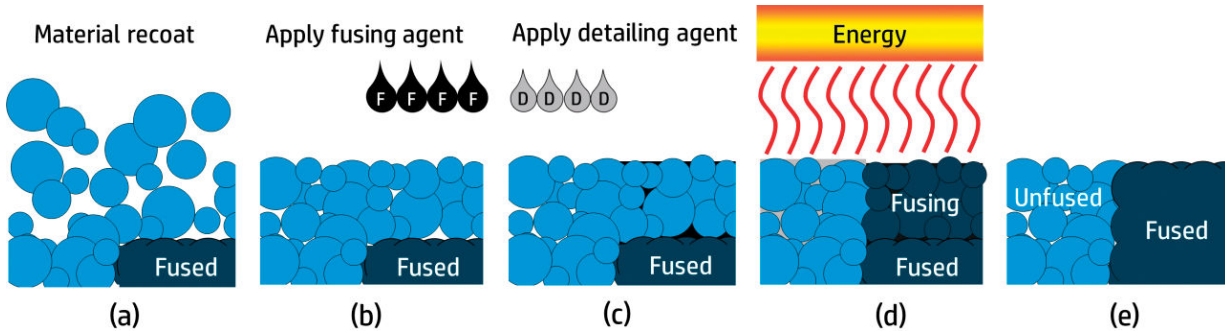 Material recoat
Apply fusing agent
Apply detailing agent
Energy
F F F F
D D D D
Fused
Fused
Fused
Fusing
Fused
Unfused
Fused
(a)
(b)
(c)
(d)
(e)